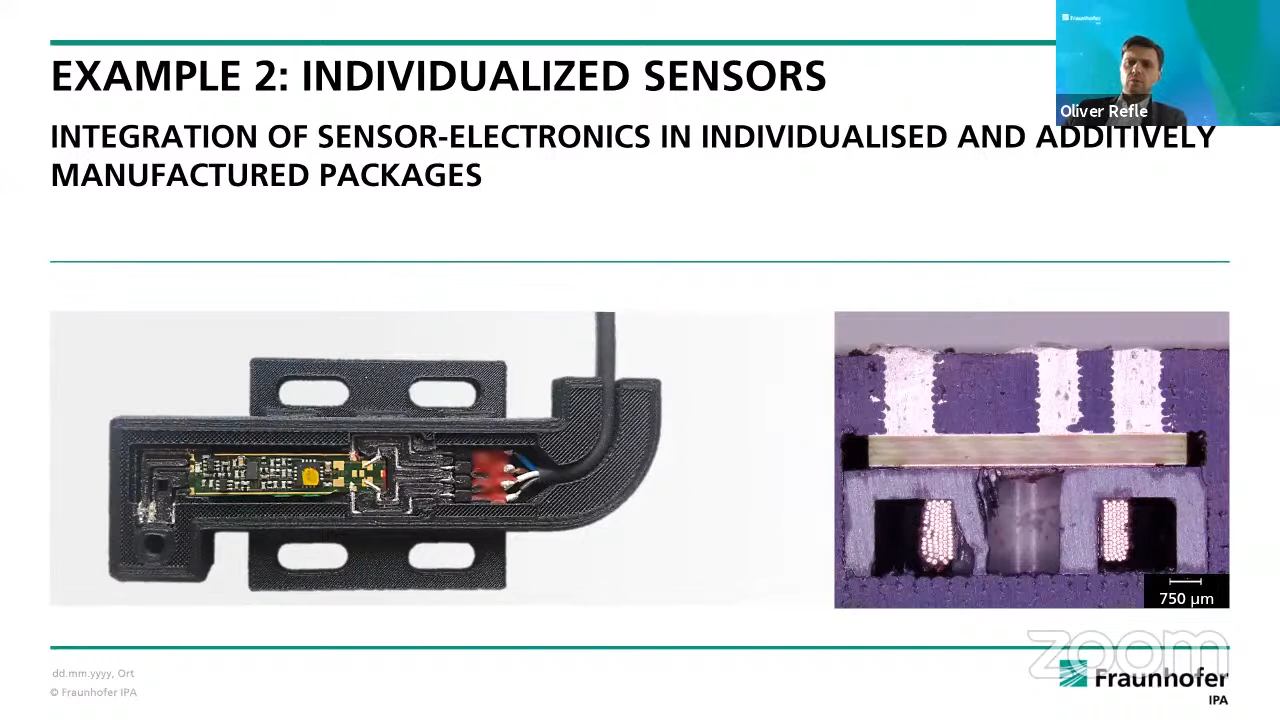 EXAMPLE 2: INDIVIDUALIZED SENSORS
INTEGRATION OF SENSOR-ELECTRONICS IN INDIVIDUALISED AND ADDITIVELY
MANUFACTURED PACKAGES
Fraunhofer
Oliver Refle
750 µm
dd.mm.yyyy, Ort
© Fraunhofer IPA
zoom
Fraunhofer
IPA